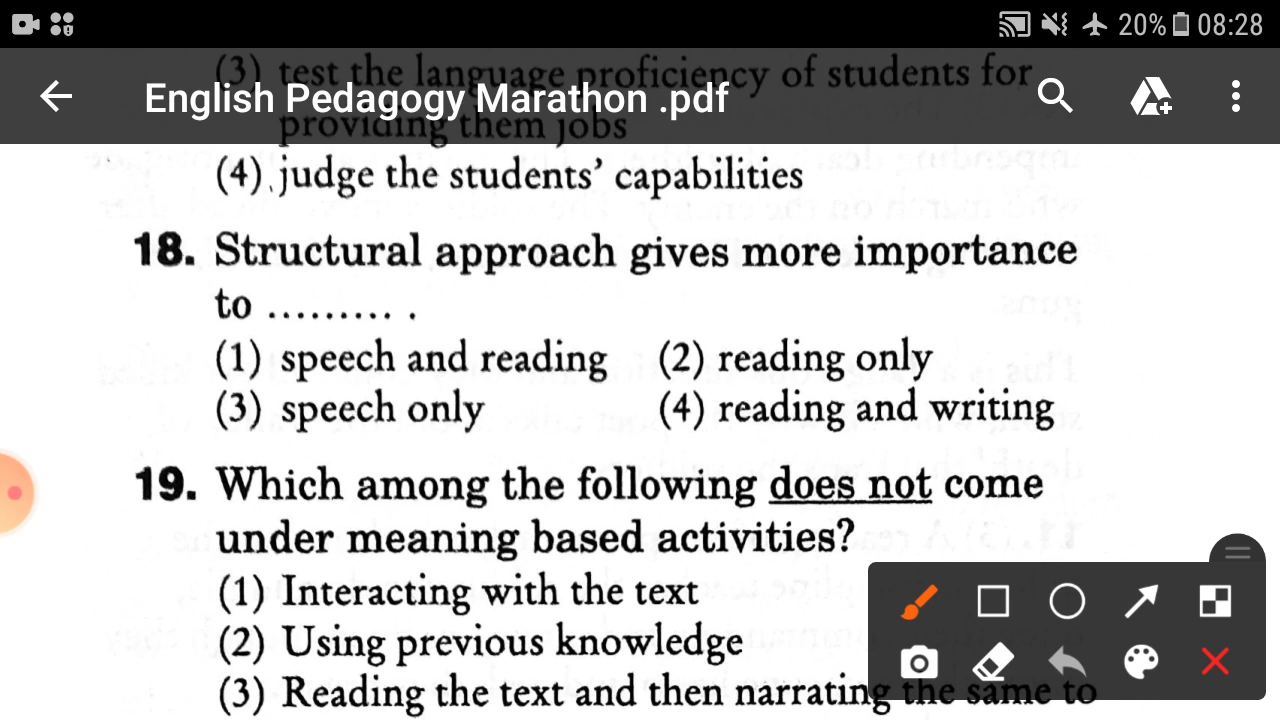 20% 08:28
(3) test the language proficiency of students for
English Pedagogy Marathon .pdf
providing them jobs
(4) judge the students' capabilities
18. Structural approach gives more importance
to ......... .
(1) speech and reading (2) reading only
(3) speech only (4) reading and writing
19. Which among the following does not come
under meaning based activities?
(1) Interacting with the text
(2) Using previous knowledge
(3) Reading the text and then narrating the same to